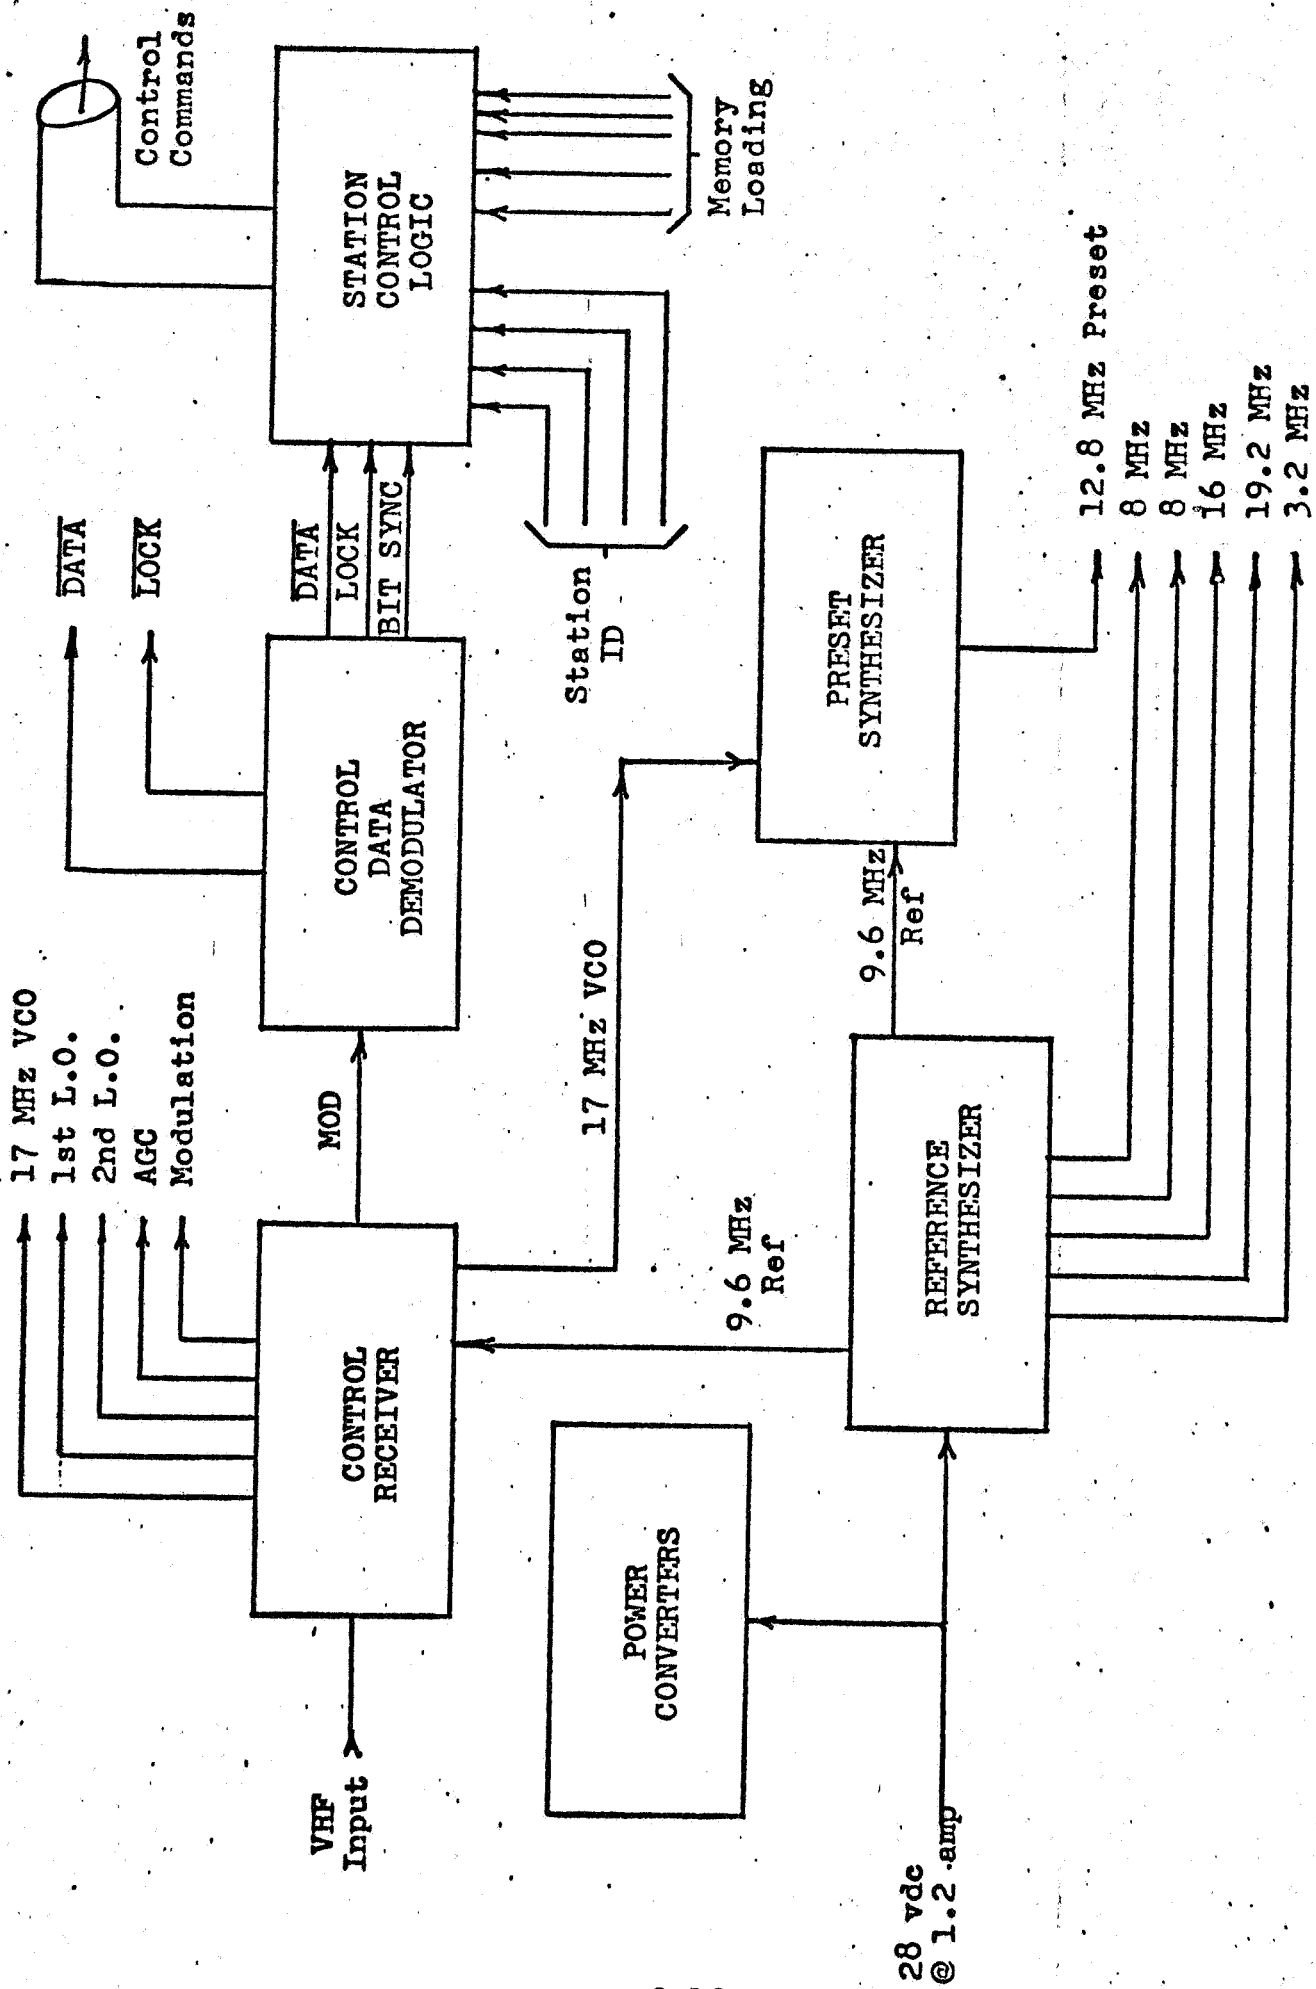 17 MHz VCO
1st L.O.
2nd L.O.
AGC
Modulation
DATA
LOCK
Control
Commands
VHF
Input
CONTROL
RECEIVER
MOD
CONTROL
DATA
DEMODULATOR
DATA
LOCK
BIT SYNC
STATION
CONTROL
LOGIC
Station
ID
Memory
Loading
17 MHz VCO
POWER
CONVERTERS
9.6 MHz
Ref
9.6 MHz
Ref
PRESET
SYNTHESIZER
28 vdc
@ 1.2 amp
REFERENCE
SYNTHESIZER
12.8 MHz Preset
8 MHz
8 MHz
16 MHz
19.2 MHz
3.2 MHz